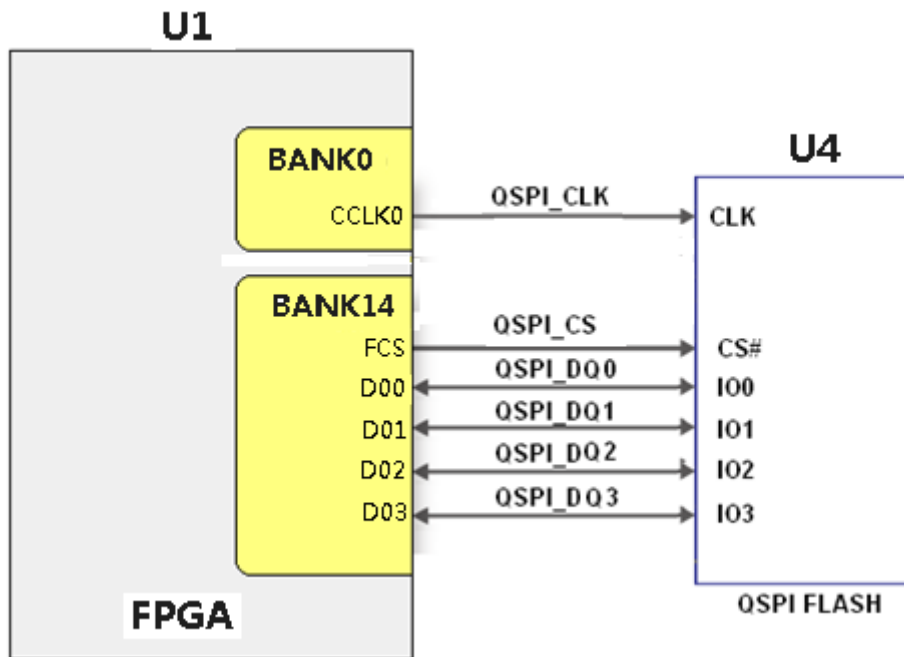 U1
U4
BANK0
QSPI_CLK
CCLK0
CLK
BANK14
QSPI_CS
FCS
CS#
QSPI_DQ0
D00
IO0
QSPI_DQ1
D01
IO1
QSPI_DQ2
D02
IO2
QSPI_DQ3
D03
IO3
QSPI FLASH
FPGA